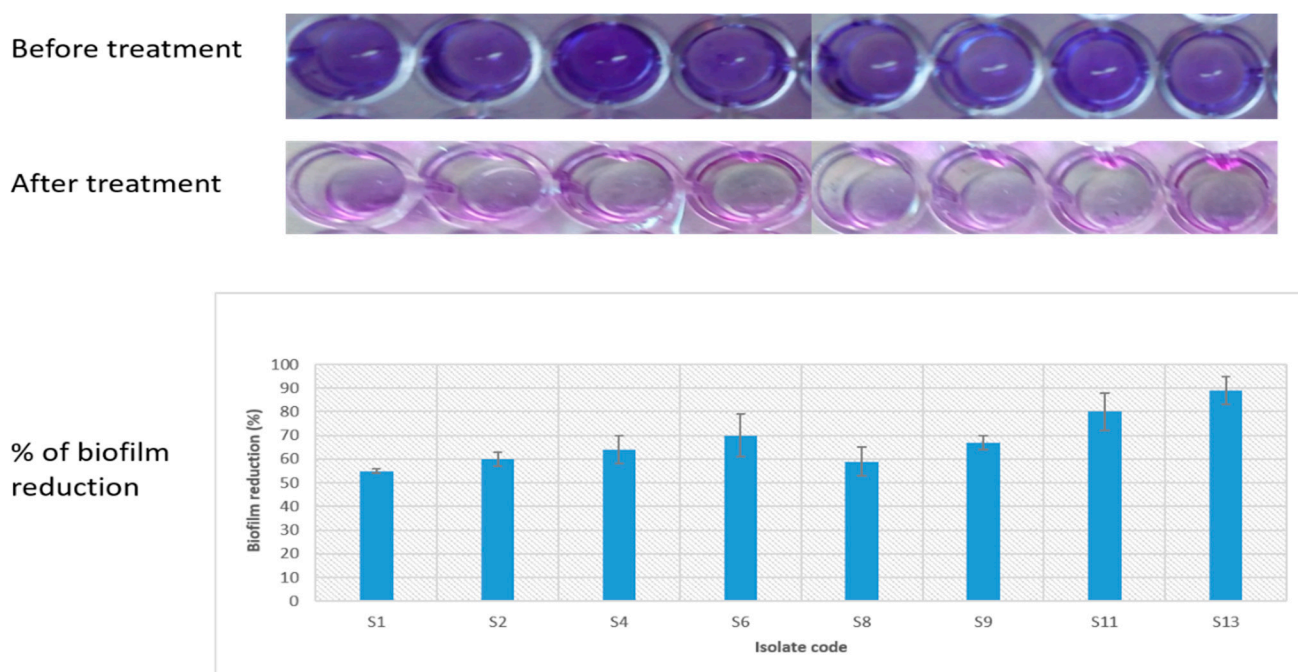 Before treatment
After treatment
% of biofilm
reduction
Biofilm reduction (%)
100
90
80
70
60
50
40
30
20
10
0
S1 S2 S4 S6 S8 S9 S11 S13
Isolate code